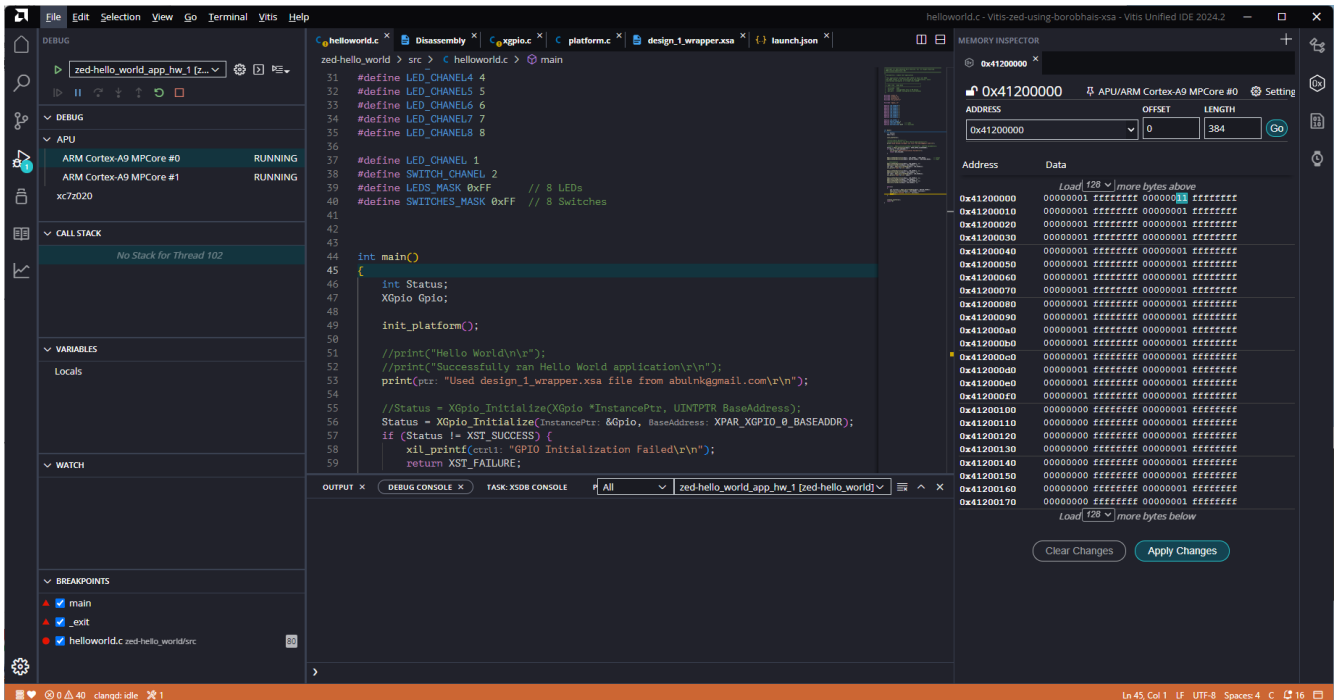 File Edit Selection View Go Terminal Vitis Help
helloworld.c - Vitis-zed-using-borobhais-xsa - Vitis Unified IDE 2024.2
DEBUG
zed-hello_world_app_hw_1 [z...
DEBUG
APU
ARM Cortex-A9 MPCore #0 RUNNING
ARM Cortex-A9 MPCore #1 RUNNING
xc7z020
CALL STACK
No Stack for Thread 102
VARIABLES
Locals
WATCH
BREAKPOINTS
main
_exit
helloworld.c zed-hello_world/src 80
helloworld.c Disassembly xgpio.c platform.c design_1_wrapper.xsa launch.json
zed-hello_world > src > C helloworld.c > main
31 #define LED_CHANEL4 4
32 #define LED_CHANEL5 5
33 #define LED_CHANEL6 6
34 #define LED_CHANEL7 7
35 #define LED_CHANEL8 8
36
37 #define LED_CHANEL 1
38 #define SWITCH_CHANEL 2
39 #define LEDS_MASK 0xFF // 8 LEDs
40 #define SWITCHES_MASK 0xFF // 8 Switches
41
42
43
44 int main()
45 {
46 int Status;
47 XGpio Gpio;
48
49 init_platform();
50
51 //print("Hello World\n\r");
52 //print("Successfully ran Hello World application\r\n");
53 print(ptr: "Used design_1_wrapper.xsa file from abulnk@gmail.com\r\n");
54
55 //Status = XGpio_Initialize(XGpio *InstancePtr, UINTPTR BaseAddress);
56 Status = XGpio_Initialize(InstancePtr: &Gpio, BaseAddress: XPAR_XGPIO_0_BASEADDR);
57 if (Status != XST_SUCCESS) {
58 xil_printf(ctrl1: "GPIO Initialization Failed\r\n");
59 return XST_FAILURE;
OUTPUT DEBUG CONSOLE TASK: XSDB CONSOLE P All zed-hello_world_app_hw_1 [zed-hello_world]
MEMORY INSPECTOR
0x41200000
0x41200000 APU/ARM Cortex-A9 MPCore #0 Setting
ADDRESS OFFSET LENGTH
0x41200000 0 384 Go
Address Data
Load 128 more bytes above
0x41200000 00000001 ffffffff 00000011 ffffffff
0x41200010 00000001 ffffffff 00000001 ffffffff
0x41200020 00000001 ffffffff 00000001 ffffffff
0x41200030 00000001 ffffffff 00000001 ffffffff
0x41200040 00000001 ffffffff 00000001 ffffffff
0x41200050 00000001 ffffffff 00000001 ffffffff
0x41200060 00000001 ffffffff 00000001 ffffffff
0x41200070 00000001 ffffffff 00000001 ffffffff
0x41200080 00000001 ffffffff 00000001 ffffffff
0x41200090 00000001 ffffffff 00000001 ffffffff
0x412000a0 00000001 ffffffff 00000001 ffffffff
0x412000b0 00000001 ffffffff 00000001 ffffffff
0x412000c0 00000001 ffffffff 00000001 ffffffff
0x412000d0 00000001 ffffffff 00000001 ffffffff
0x412000e0 00000001 ffffffff 00000001 ffffffff
0x412000f0 00000001 ffffffff 00000001 ffffffff
0x41200100 00000000 ffffffff 00000001 ffffffff
0x41200110 00000000 ffffffff 00000001 ffffffff
0x41200120 00000000 ffffffff 00000001 ffffffff
0x41200130 00000000 ffffffff 00000001 ffffffff
0x41200140 00000000 ffffffff 00000001 ffffffff
0x41200150 00000000 ffffffff 00000001 ffffffff
0x41200160 00000000 ffffffff 00000001 ffffffff
0x41200170 00000000 ffffffff 00000001 ffffffff
Load 128 more bytes below
Clear Changes Apply Changes
0 40 clangd: idle 1
Ln 45, Col 1 LF UTF-8 Spaces: 4 C 16